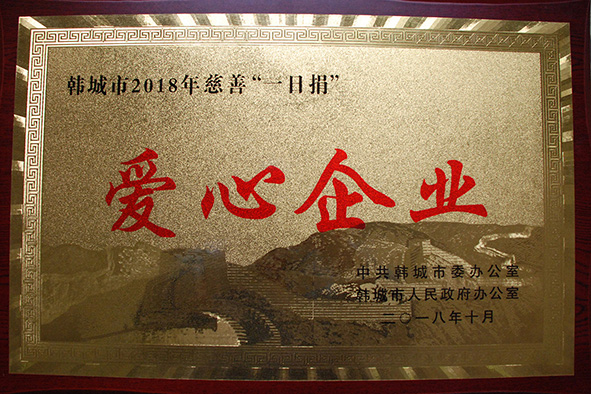 韩城市2018年慈善“一日捐”
爱心企业
中共韩城市委办公室
韩城市人民政府办公室
二〇一八年十月